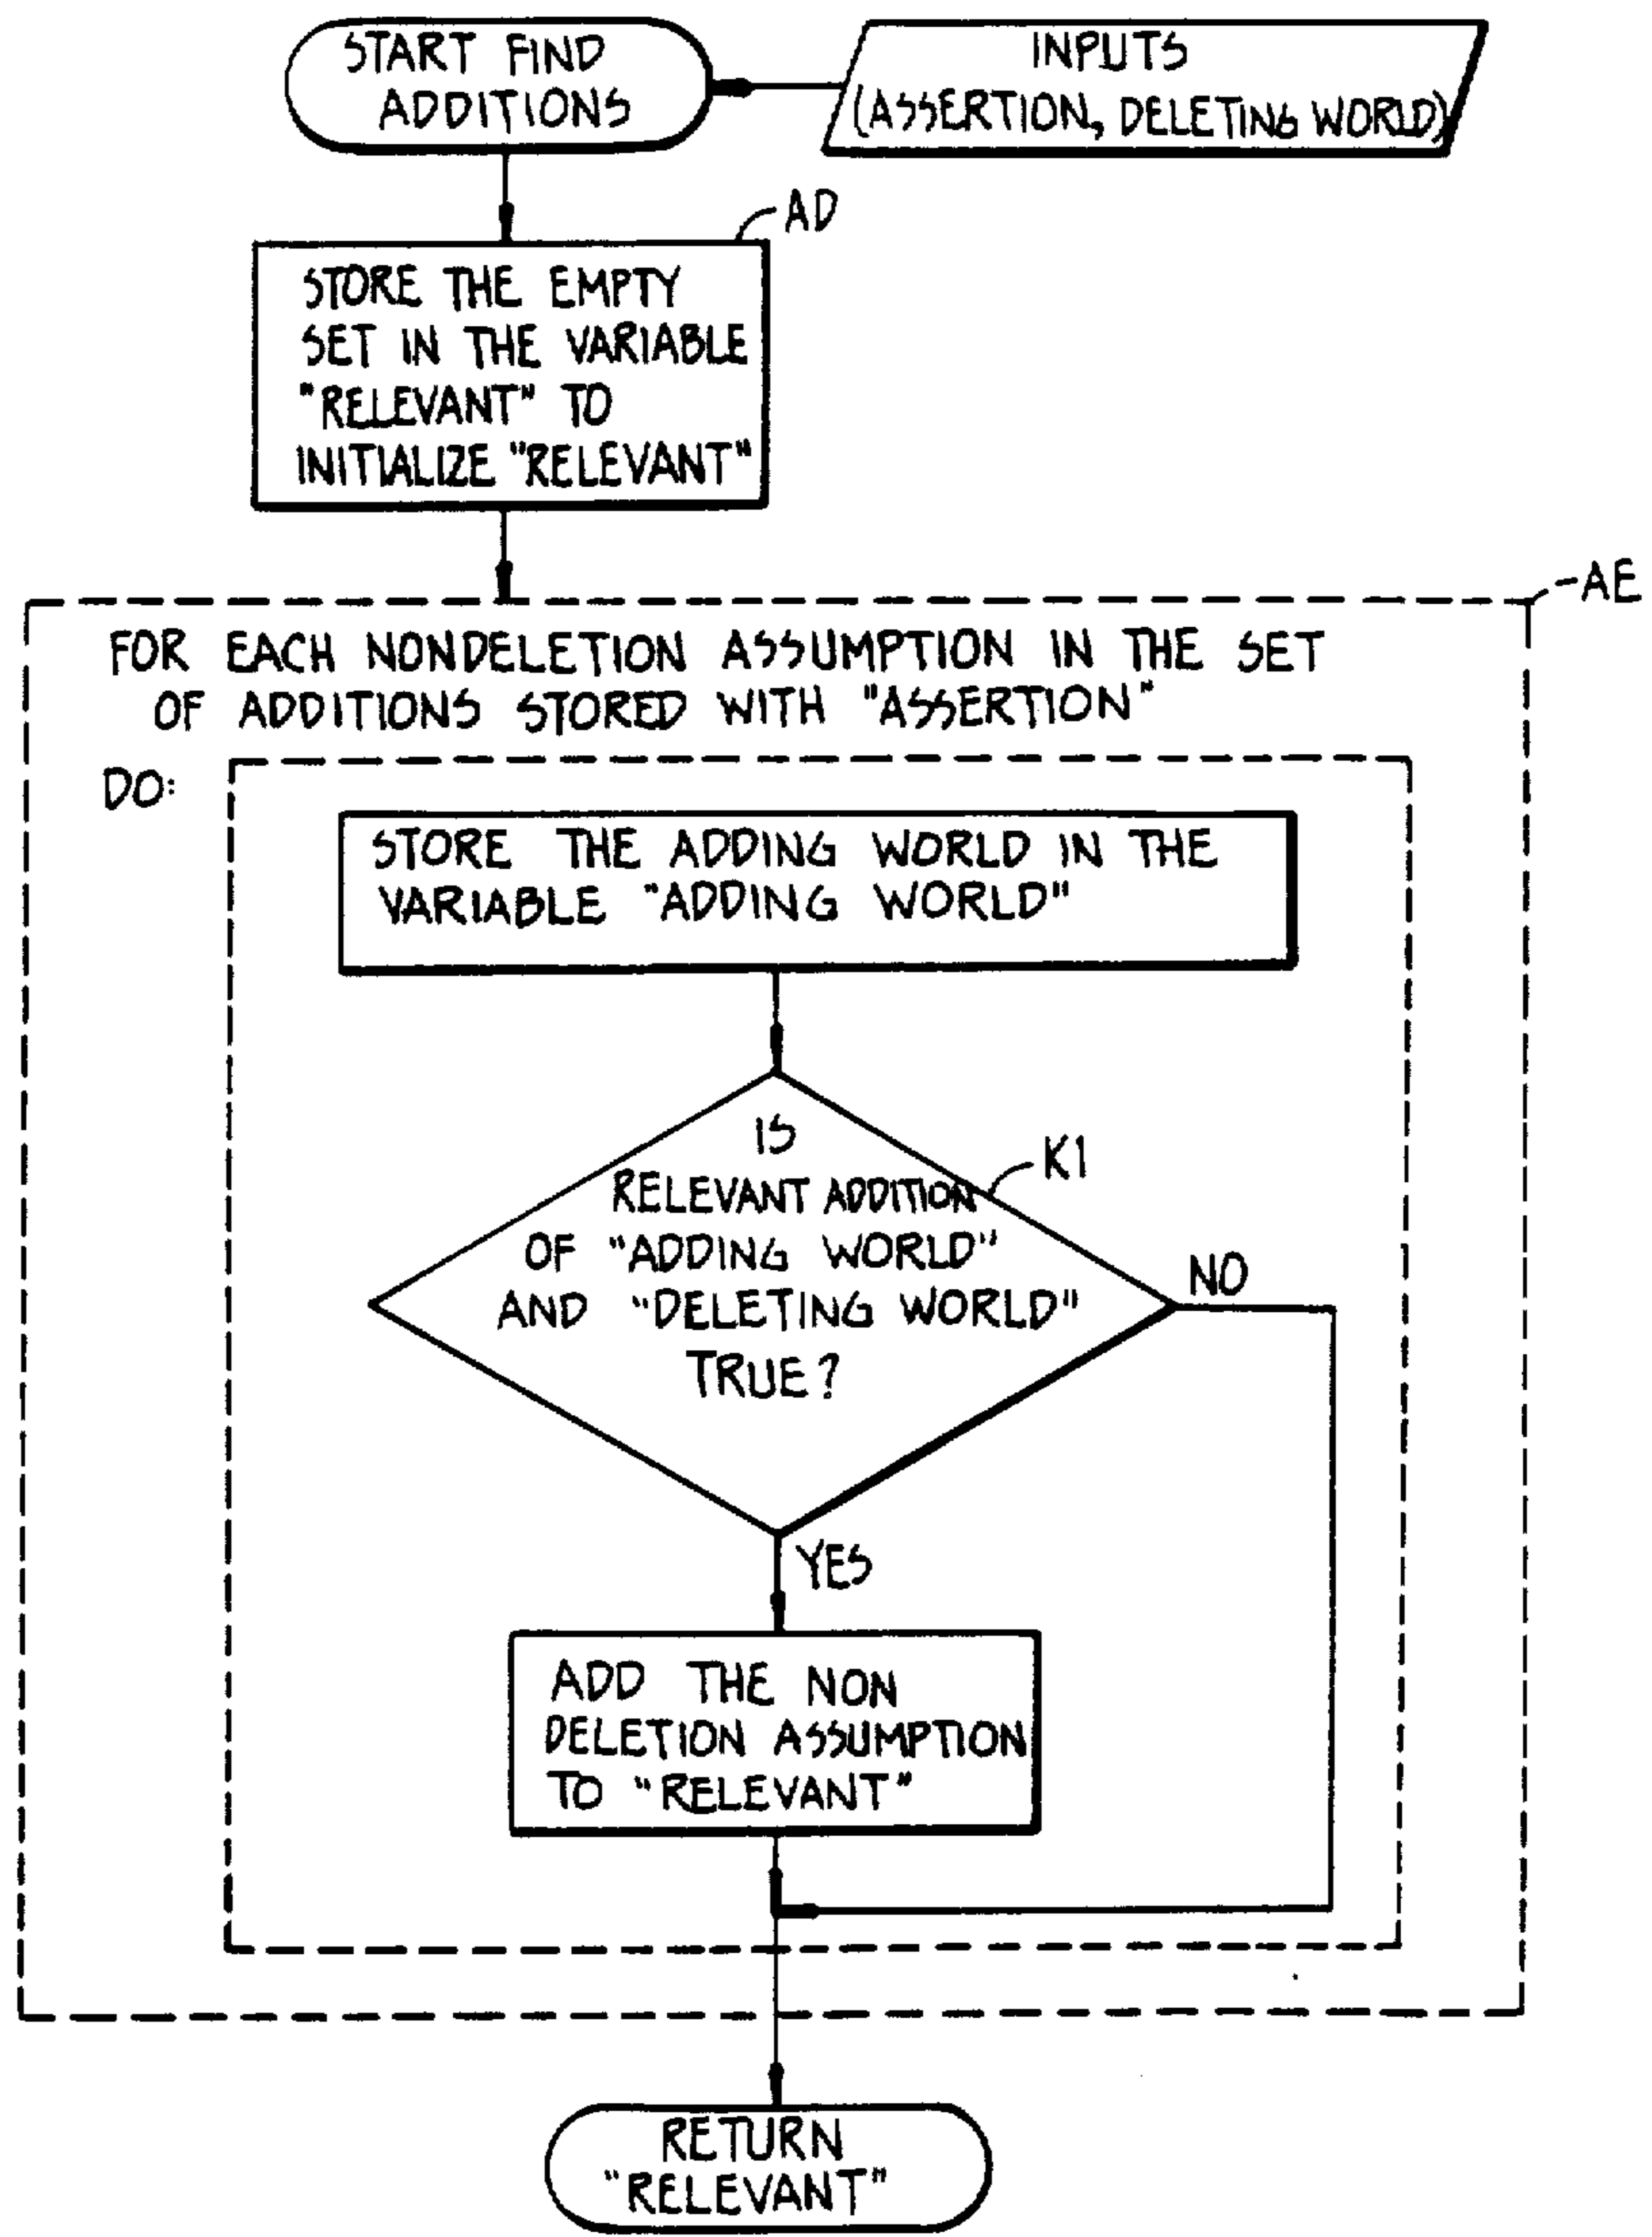 START FIND
ADDITIONS
INPUTS
(ASSERTION, DELETING WORLD)
AD
STORE THE EMPTY
SET IN THE VARIABLE
"RELEVANT" TO
INITIALIZE "RELEVANT"
AE
FOR EACH NONDELETION ASSUMPTION IN THE SET
OF ADDITIONS STORED WITH "ASSERTION"
DO:
STORE THE ADDING WORLD IN THE
VARIABLE "ADDING WORLD"
IS
RELEVANT ADDITION
OF "ADDING WORLD"
AND "DELETING WORLD"
TRUE?
K1
NO
YES
ADD THE NON
DELETION ASSUMPTION
TO "RELEVANT"
RETURN
"RELEVANT"